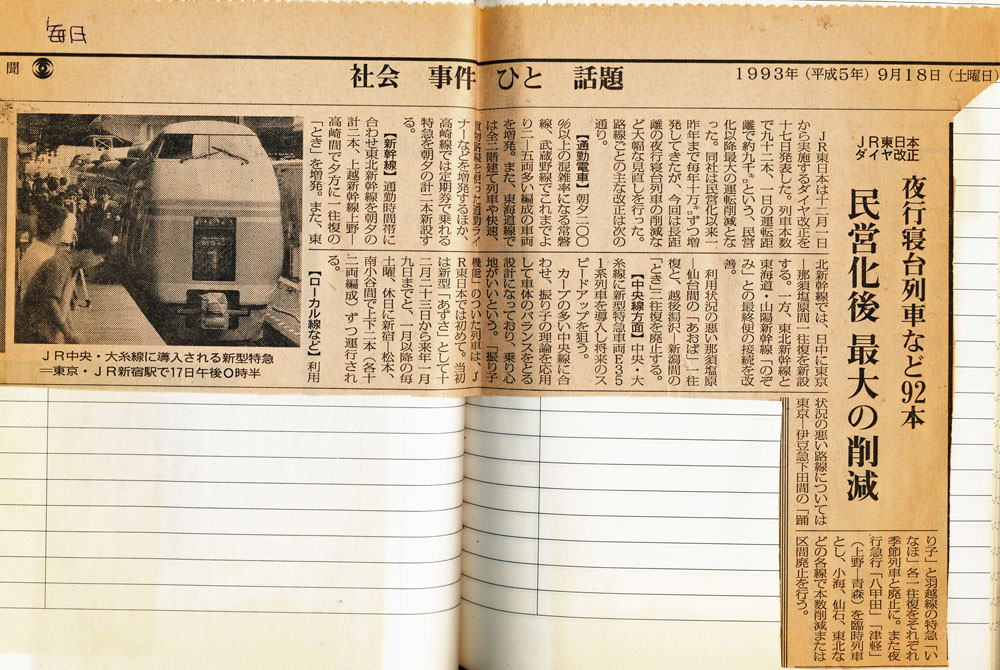 毎日
聞
社会 事件 ひと 話題
1993年(平成5年)9月18日(土曜日)
JR東日本
ダイヤ改正
夜行寝台列車など92本
民営化後 最大の削減
JR東日本は十二月一日
から実施するダイヤ改正を
十七日発表した。列車本数
で九十二本、一日の運転距
離で約九千㌔という、民営
化以降最大の運転削減とな
った。同社は民営化以来一
昨年まで毎年十万㌔ずつ増
発してきたが、今回は長距
離の夜行寝台列車の削減な
ど大幅な見直しを行った。
路線ごとの主な改正は次の
通り。
【通勤電車】朝夕二〇〇
%以上の混雑率になる常磐
線、武蔵野線でこれまでよ
り二―五両多い編成の車両
を増発。また、東海道線で
は全二階建て列車や快速、
貨物路線を使った通勤ライ
ナーなどを増発するほか、
高崎線では定期券で乗れる
特急を朝夕の計二本新設す
る。
【新幹線】通勤時間帯に
合わせ東北新幹線を朝夕の
計二本、上越新幹線上野―
高崎間で夕方に一往復の
「とき」を増発。また、東
北新幹線では、日中に東京
―那須塩原間一往復を新設
する。一方、東北新幹線と
東海道・山陽新幹線「のぞ
み」との最終便の接続を改
善。
利用状況の悪い那須塩原
―仙台間の「あおば」一往
復と、越後湯沢―新潟間の
「とき」二往復を廃止する。
【中央線方面】中央・大
糸線に新型特急車両E35
1系列車を導入し将来のス
ピードアップを狙う。
カーブの多い中央線に合
わせ、振り子の理論を応用
して車体のバランスをとる
設計になっており、乗り心
地がいいという。「振り子
機能」のついた列車は、J
R東日本では初めて。当初
は新型「あずさ」として十
二月二十三日から来年一月
九日までと、一月以降の毎
土曜、休日に新宿―松本、
南小谷間で上下二本(各十
二両編成)ずつ運行され
る。
【ローカル線など】利用
状況の悪い路線については
東京―伊豆急下田間の「踊
り子」と羽越線の特急「い
なほ」各一往復をそれぞれ
季節列車と廃止に。また夜
行急行「八甲田」「津軽」
(上野―青森)を臨時列車
とし、小海、仙石、東北な
どの各線で本数削減または
区間廃止を行う。
JR中央・大糸線に導入される新型特急
=東京・JR新宿駅で17日午後0時半